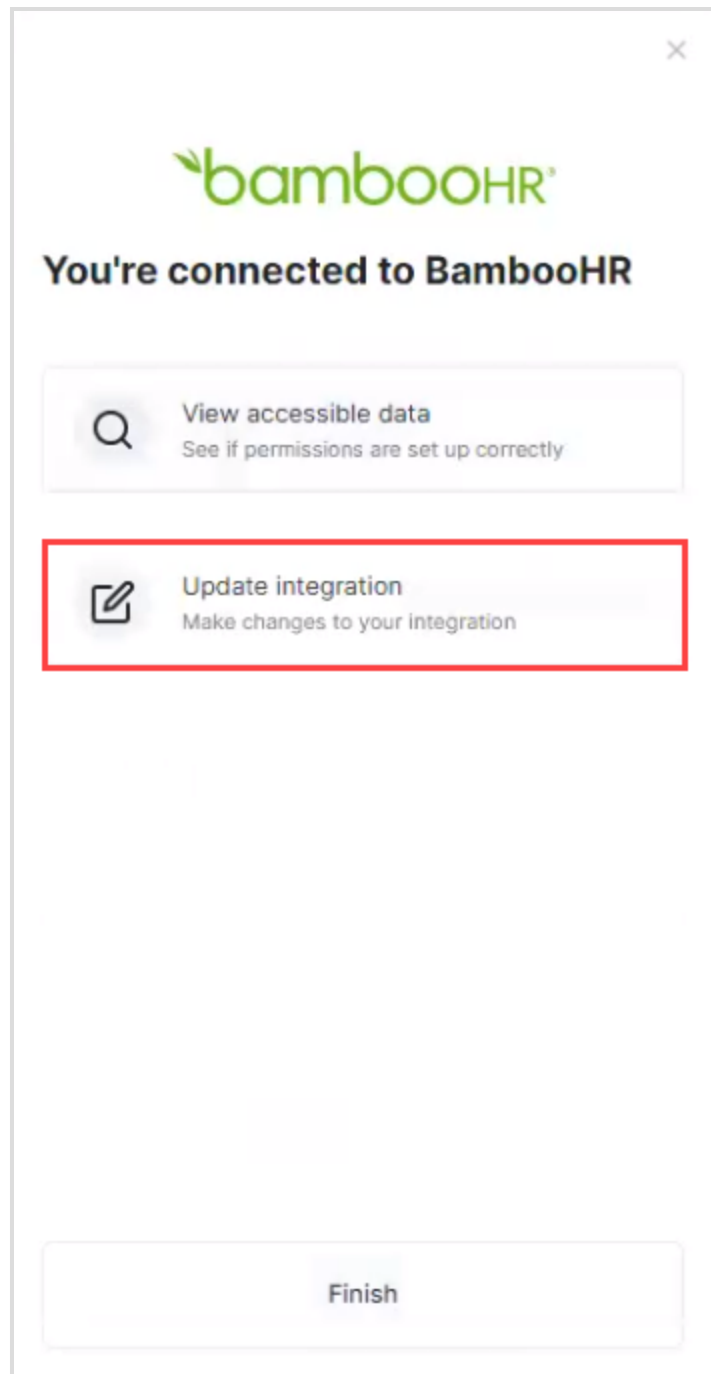 bambooHR®
You're connected to BambooHR
View accessible data
See if permissions are set up correctly
Update integration
Make changes to your integration
Finish